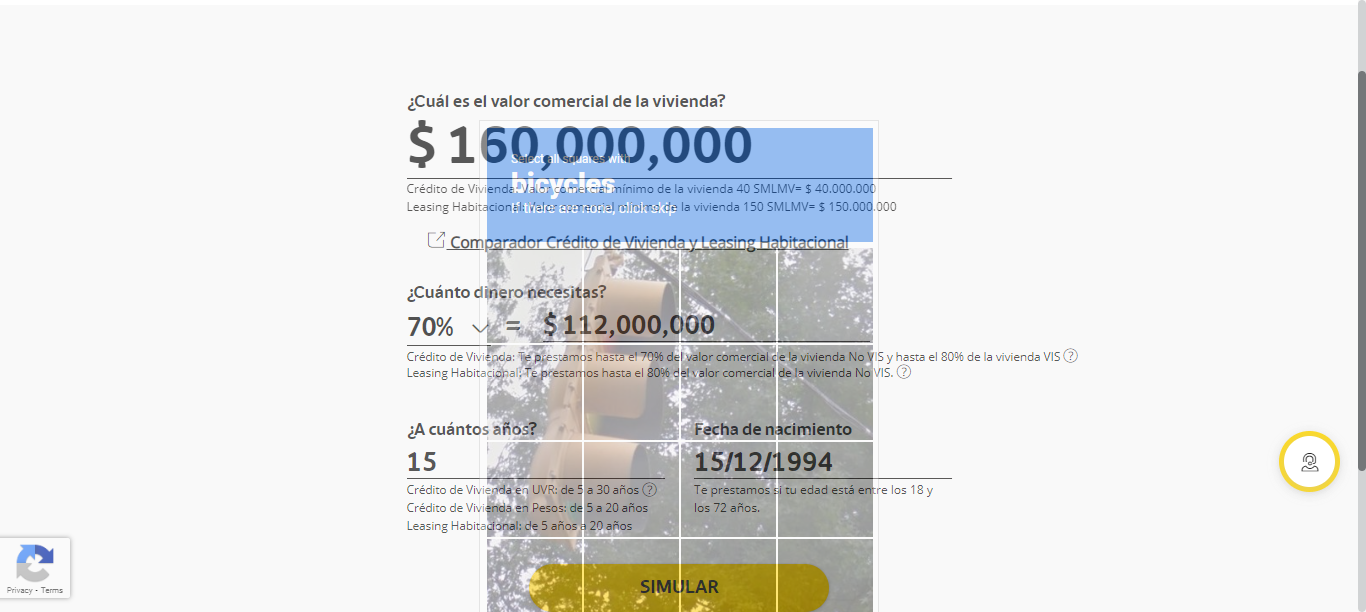 ¿Cuál es el valor comercial de la vivienda?
$ 160,000,000
Select all squares with
bicycles
If there are none, click skip
Crédito de Vivienda: Valor comercial mínimo de la vivienda 40 SMLMV= $ 40.000.000
Leasing Habitacional: Valor comercial mínimo de la vivienda 150 SMLMV= $ 150.000.000
Comparador Crédito de Vivienda y Leasing Habitacional
¿Cuánto dinero necesitas?
70% = $ 112,000,000
Crédito de Vivienda: Te prestamos hasta el 70% del valor comercial de la vivienda No VIS y hasta el 80% de la vivienda VIS ?
Leasing Habitacional: Te prestamos hasta el 80% del valor comercial de la vivienda No VIS. ?
¿A cuántos años?
15
Crédito de Vivienda en UVR: de 5 a 30 años ?
Crédito de Vivienda en Pesos: de 5 a 20 años
Leasing Habitacional: de 5 años a 20 años
Fecha de nacimiento
15/12/1994
Te prestamos si tu edad está entre los 18 y
los 72 años.
SIMULAR
Privacy - Terms